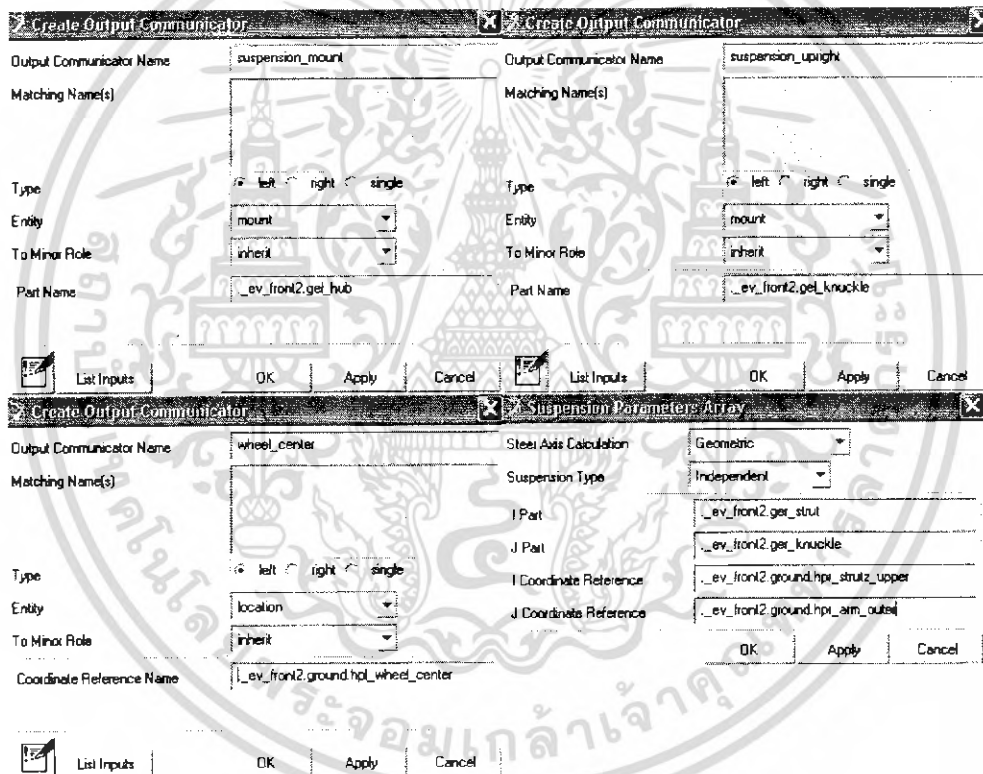 Create Output Communicator
Output Communicator Name suspension_mount
Matching Name(s)
Type left right single
Entity mount
To Minor Role inherit
Part Name ._ev_front2.gel_hub
List Inputs OK Apply Cancel
Create Output Communicator
Output Communicator Name suspension_upright
Matching Name(s)
Type left right single
Entity mount
To Minor Role inherit
Part Name ._ev_front2.gel_knuckle
List Inputs OK Apply Cancel
Create Output Communicator
Output Communicator Name wheel_center
Matching Name(s)
Type left right single
Entity location
To Minor Role inherit
Coordinate Reference Name ._ev_front2.ground.hpl_wheel_center
List Inputs OK Apply Cancel
Suspension Parameters Array
Steer Axis Calculation Geometric
Suspension Type Independent
I Part ._ev_front2.ger_strut
J Part ._ev_front2.ger_knuckle
I Coordinate Reference ._ev_front2.ground.hpr_strutz_upper
J Coordinate Reference ._ev_front2.ground.hpr_arm_outer
OK Apply Cancel